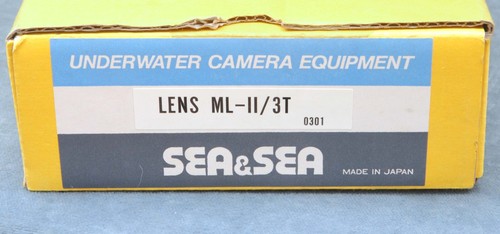 UNDERWATER CAMERA EQUIPMENT
LENS ML-II/3T
0301
SEA&SEA
MADE IN JAPAN